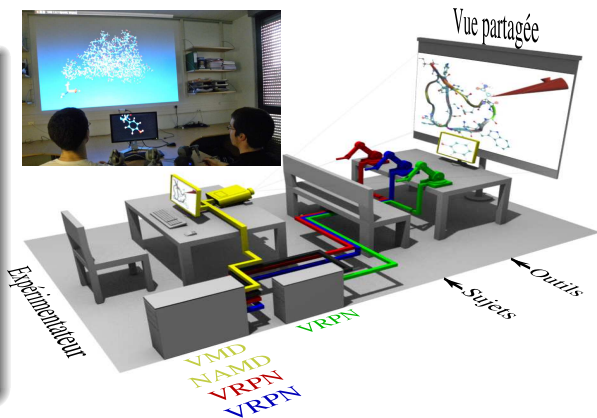 Vue partagée
Expérimentateur
Outils
Sujets
VRPN
VMD
NAMD
VRPN
VRPN